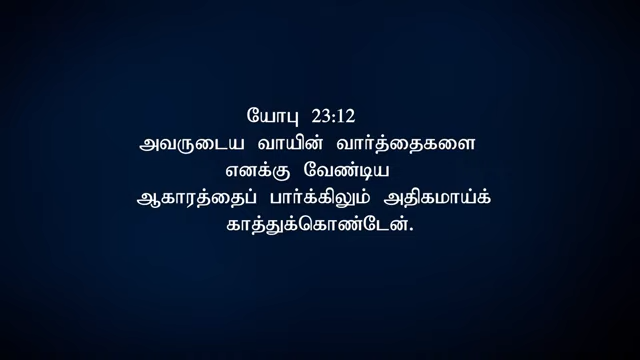 யோபு 23:12
அவருடைய வாயின் வார்த்தைகளை
எனக்கு வேண்டிய
ஆகாரத்தைப் பார்க்கிலும் அதிகமாய்க்
காத்துக்கொண்டேன்.